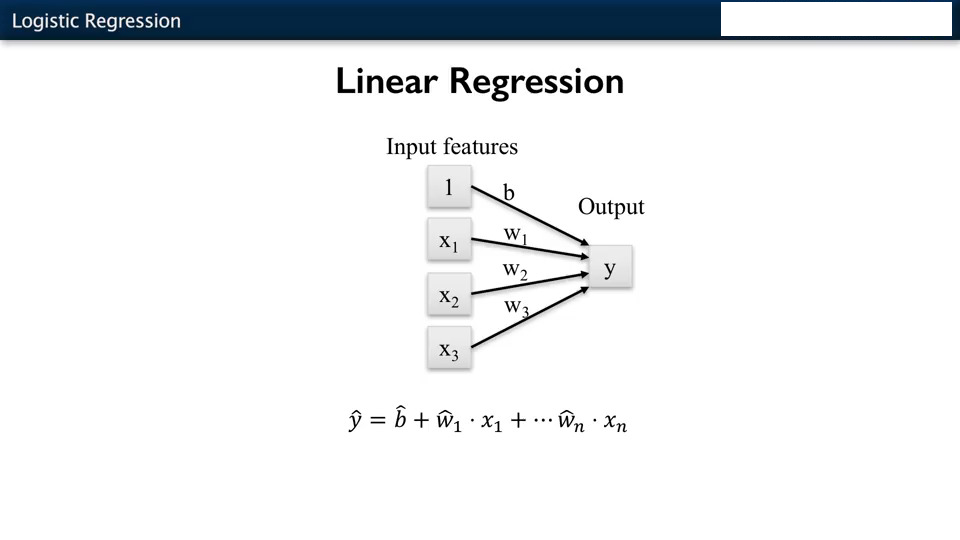 Logistic Regression
Linear Regression
Input features
1
b
Output
x₁
w₁
w₂
y
x₂
w₃
x₃
ŷ = b̂ + ŵ₁ · x₁ + ⋯ ŵₙ · xₙ